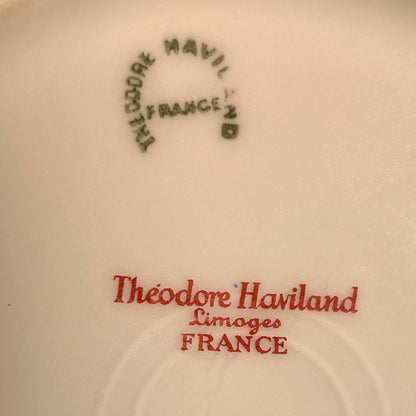 THEODORE HAVILAND
FRANCE
Théodore Haviland
Limoges
FRANCE